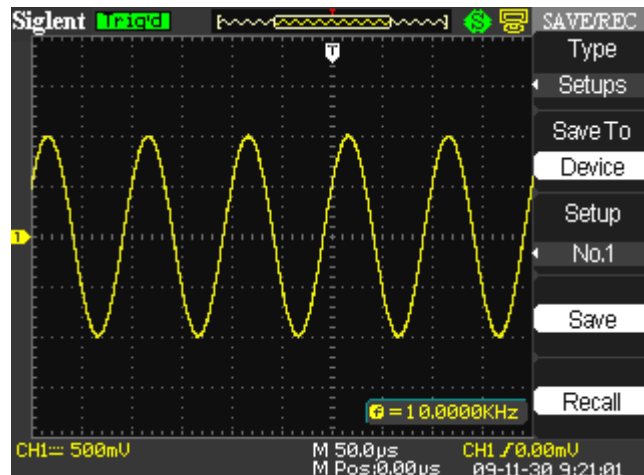 Siglent Trig'd SAVE/REC
T
Type
Setups
Save To
Device
Setup
No.1
1
Save
Recall
f = 10.0000KHz
CH1 500mV M 50.0µs CH1 0.00mV
M Pos:0.00µs 09-11-30 9:21:01